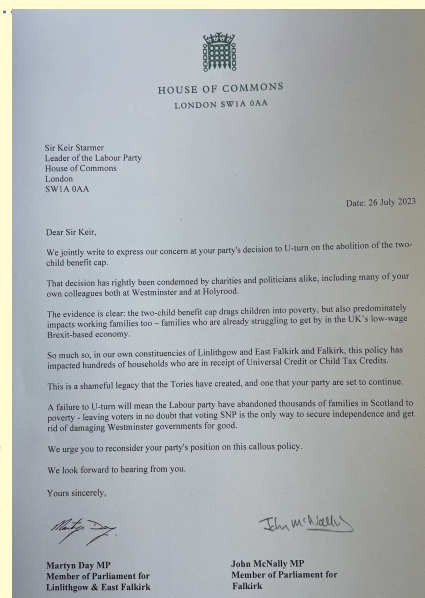 HOUSE OF COMMONS
LONDON SW1A 0AA
Sir Keir Starmer
Leader of the Labour Party
House of Commons
London
SW1A 0AA
Date: 26 July 2023
Dear Sir Keir,
We jointly write to express our concern at your party's decision to U-turn on the abolition of the two-
child benefit cap.
That decision has rightly been condemned by charities and politicians alike, including many of your
own colleagues both at Westminster and at Holyrood.
The evidence is clear: the two-child benefit cap drags children into poverty, but also predominately
impacts working families too – families who are already struggling to get by in the UK's low-wage
Brexit-based economy.
So much so, in our own constituencies of Linlithgow and East Falkirk and Falkirk, this policy has
impacted hundreds of households who are in receipt of Universal Credit or Child Tax Credits.
This is a shameful legacy that the Tories have created, and one that your party are set to continue.
A failure to U-turn will mean the Labour party have abandoned thousands of families in Scotland to
poverty - leaving voters in no doubt that voting SNP is the only way to secure independence and get
rid of damaging Westminster governments for good.
We urge you to reconsider your party's position on this callous policy.
We look forward to hearing from you.
Yours sincerely,
Martyn Day John McNally
Martyn Day MP John McNally MP
Member of Parliament for Member of Parliament for
Linlithgow & East Falkirk Falkirk